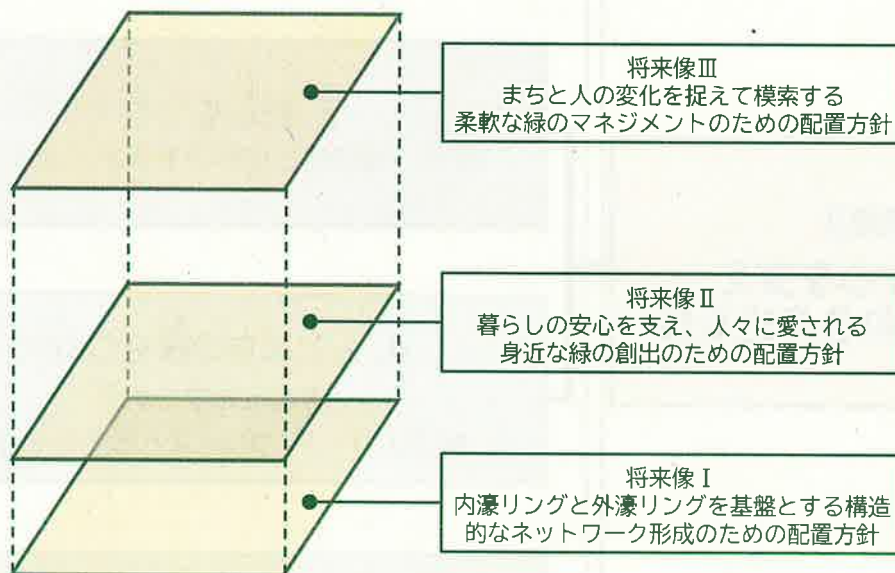 将来像Ⅲ
まちと人の変化を捉えて模索する
柔軟な緑のマネジメントのための配置方針
将来像Ⅱ
暮らしの安心を支え、人々に愛される
身近な緑の創出のための配置方針
将来像Ⅰ
内濠リングと外濠リングを基盤とする構造
的なネットワーク形成のための配置方針